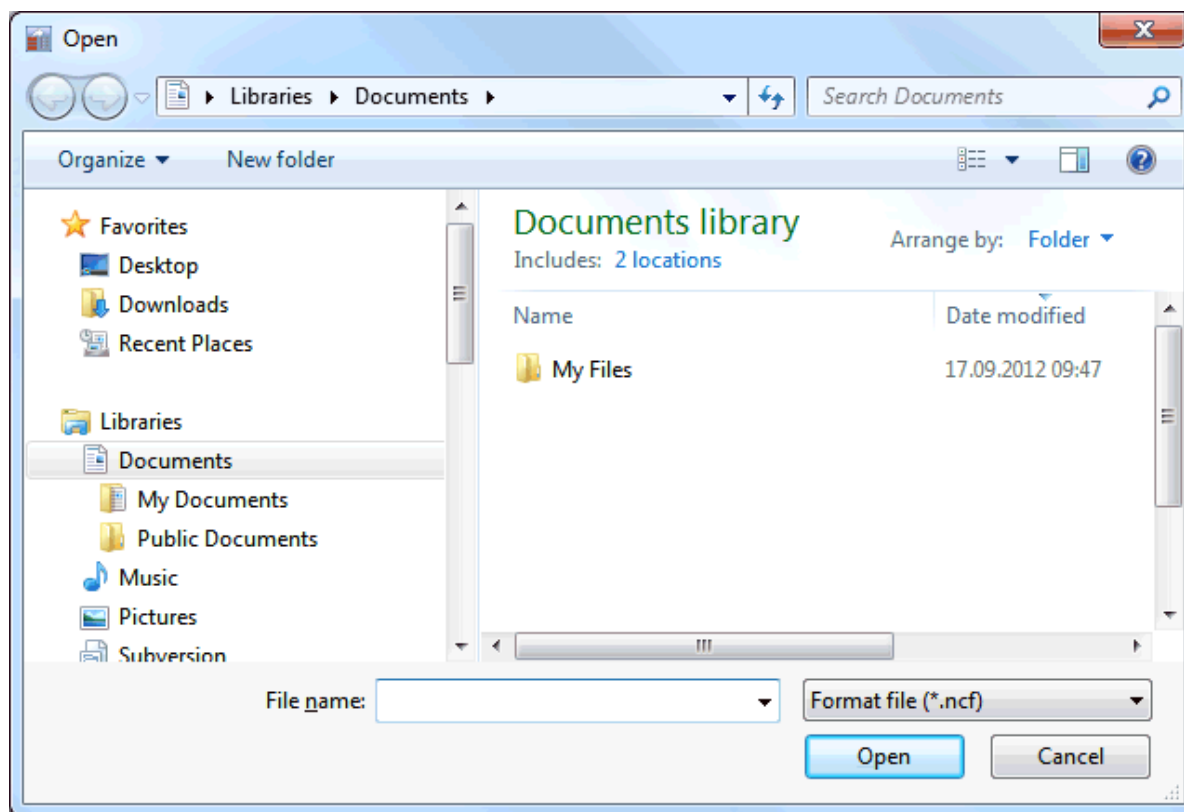 Open
Libraries Documents
Search Documents
Organize New folder
Favorites
Desktop
Downloads
Recent Places
Libraries
Documents
My Documents
Public Documents
Music
Pictures
Subversion
Documents library
Includes: 2 locations
Arrange by: Folder
Name Date modified
My Files 17.09.2012 09:47
File name: Format file (*.ncf)
Open Cancel